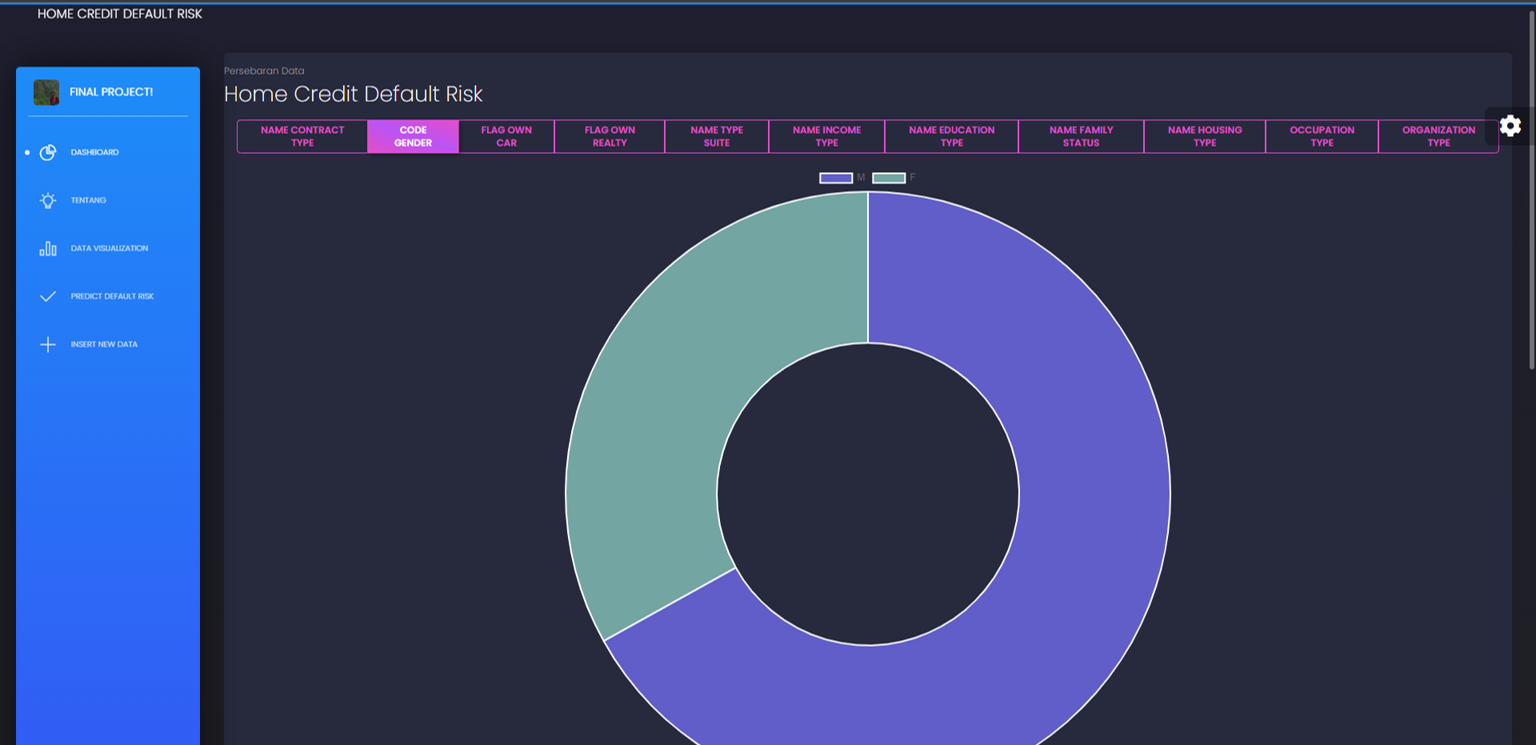 HOME CREDIT DEFAULT RISK
FINAL PROJECT!
DASHBOARD
TENTANG
DATA VISUALIZATION
PREDICT DEFAULT RISK
INSERT NEW DATA
Persebaran Data
Home Credit Default Risk
NAME CONTRACT
TYPE
CODE
GENDER
FLAG OWN
CAR
FLAG OWN
REALTY
NAME TYPE
SUITE
NAME INCOME
TYPE
NAME EDUCATION
TYPE
NAME FAMILY
STATUS
NAME HOUSING
TYPE
OCCUPATION
TYPE
ORGANIZATION
TYPE
M
F